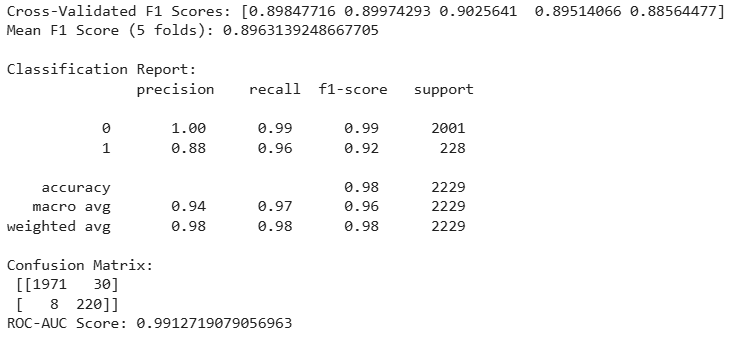 Cross-Validated F1 Scores: [0.89847716 0.89974293 0.9025641  0.89514066 0.88564477]
Mean F1 Score (5 folds): 0.8963139248667705
Classification Report:
              precision    recall  f1-score   support
           0       1.00      0.99      0.99      2001
           1       0.88      0.96      0.92       228
    accuracy                           0.98      2229
   macro avg       0.94      0.97      0.96      2229
weighted avg       0.98      0.98      0.98      2229
Confusion Matrix:
 [[1971   30]
 [   8  220]]
ROC-AUC Score: 0.9912719079056963